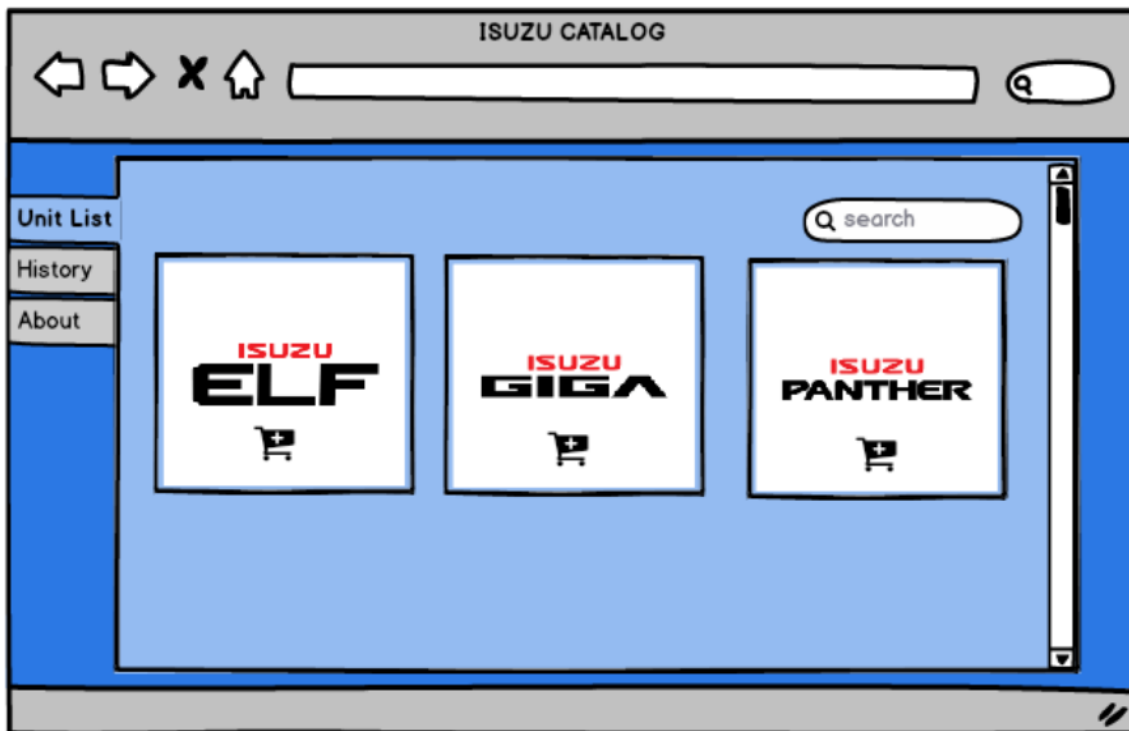 ISUZU CATALOG
Unit List
search
History
About
ISUZU
ELF
ISUZU
GIGA
ISUZU
PANTHER